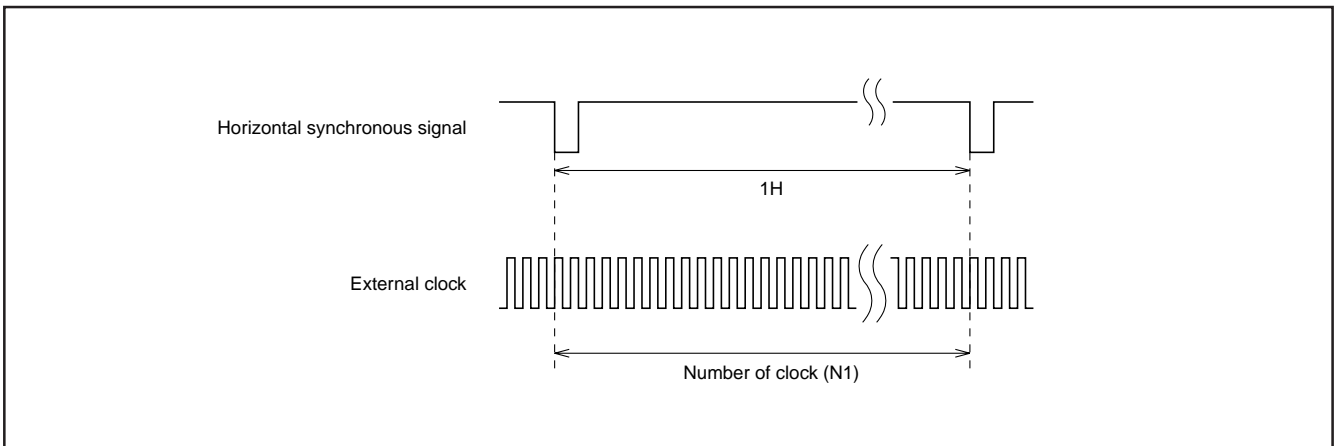 Horizontal synchronous signal
1H
External clock
Number of clock (N1)